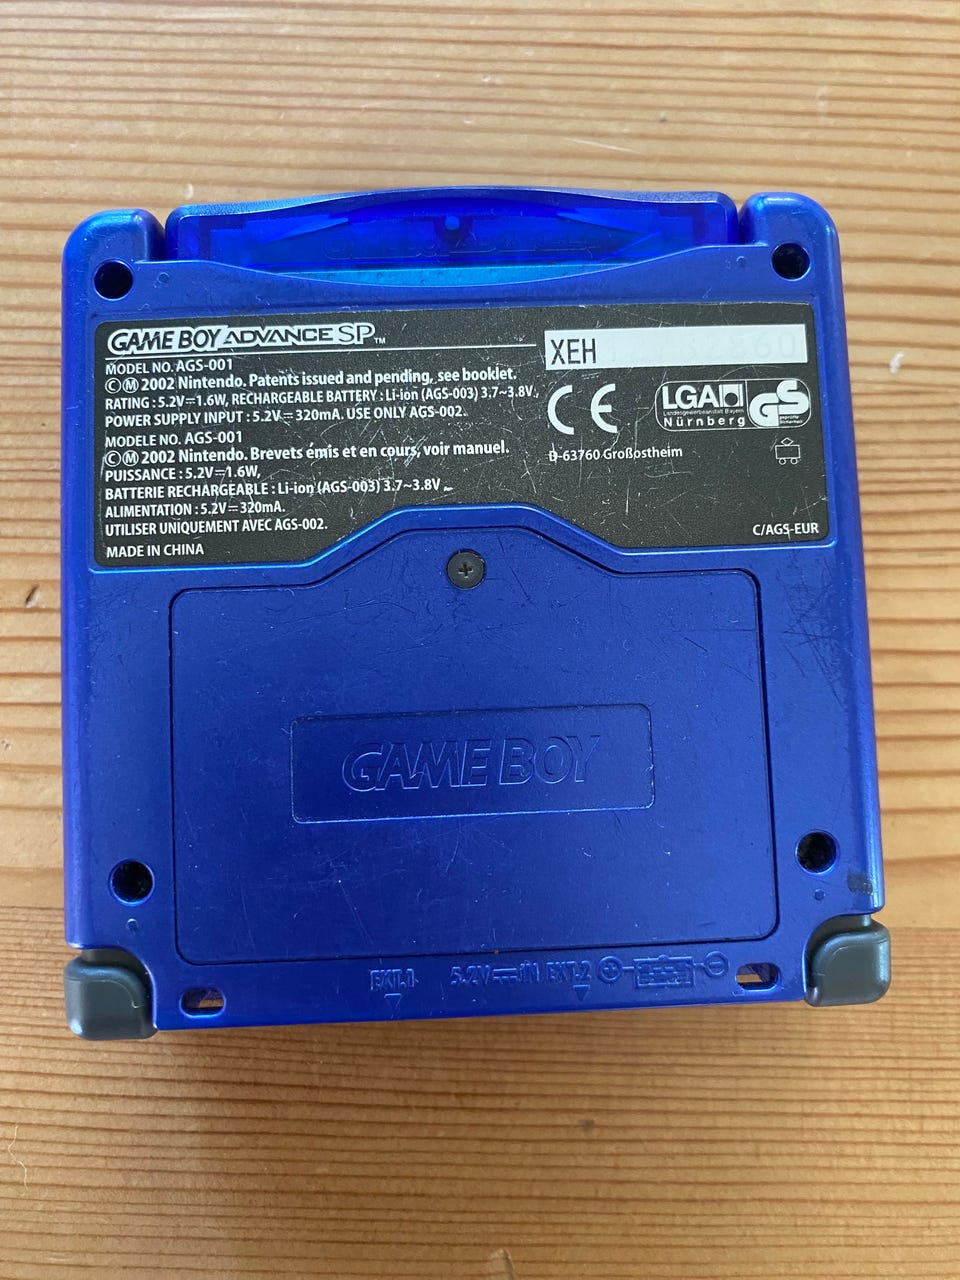 GAME BOY ADVANCE SP TM
MODEL NO. AGS-001
©Ⓜ 2002 Nintendo. Patents issued and pending, see booklet.
RATING : 5.2V⎓1.6W, RECHARGEABLE BATTERY : Li-ion (AGS-003) 3.7~3.8V,
POWER SUPPLY INPUT : 5.2V⎓320mA. USE ONLY AGS-002.
MODELE NO. AGS-001
©Ⓜ 2002 Nintendo. Brevets émis et en cours, voir manuel.
PUISSANCE : 5.2V⎓1.6W,
BATTERIE RECHARGEABLE : Li-ion (AGS-003) 3.7~3.8V
ALIMENTATION : 5.2V⎓320mA.
UTILISER UNIQUEMENT AVEC AGS-002.
MADE IN CHINA
XEH
CE
LGA
Landesgewerbeanstalt Bayern
Nürnberg
GS
geprüfte
Sicherheit
D-63760 Großostheim
C/AGS-EUR
GAME BOY
EXT.1 5.2V⎓IN EXT.2